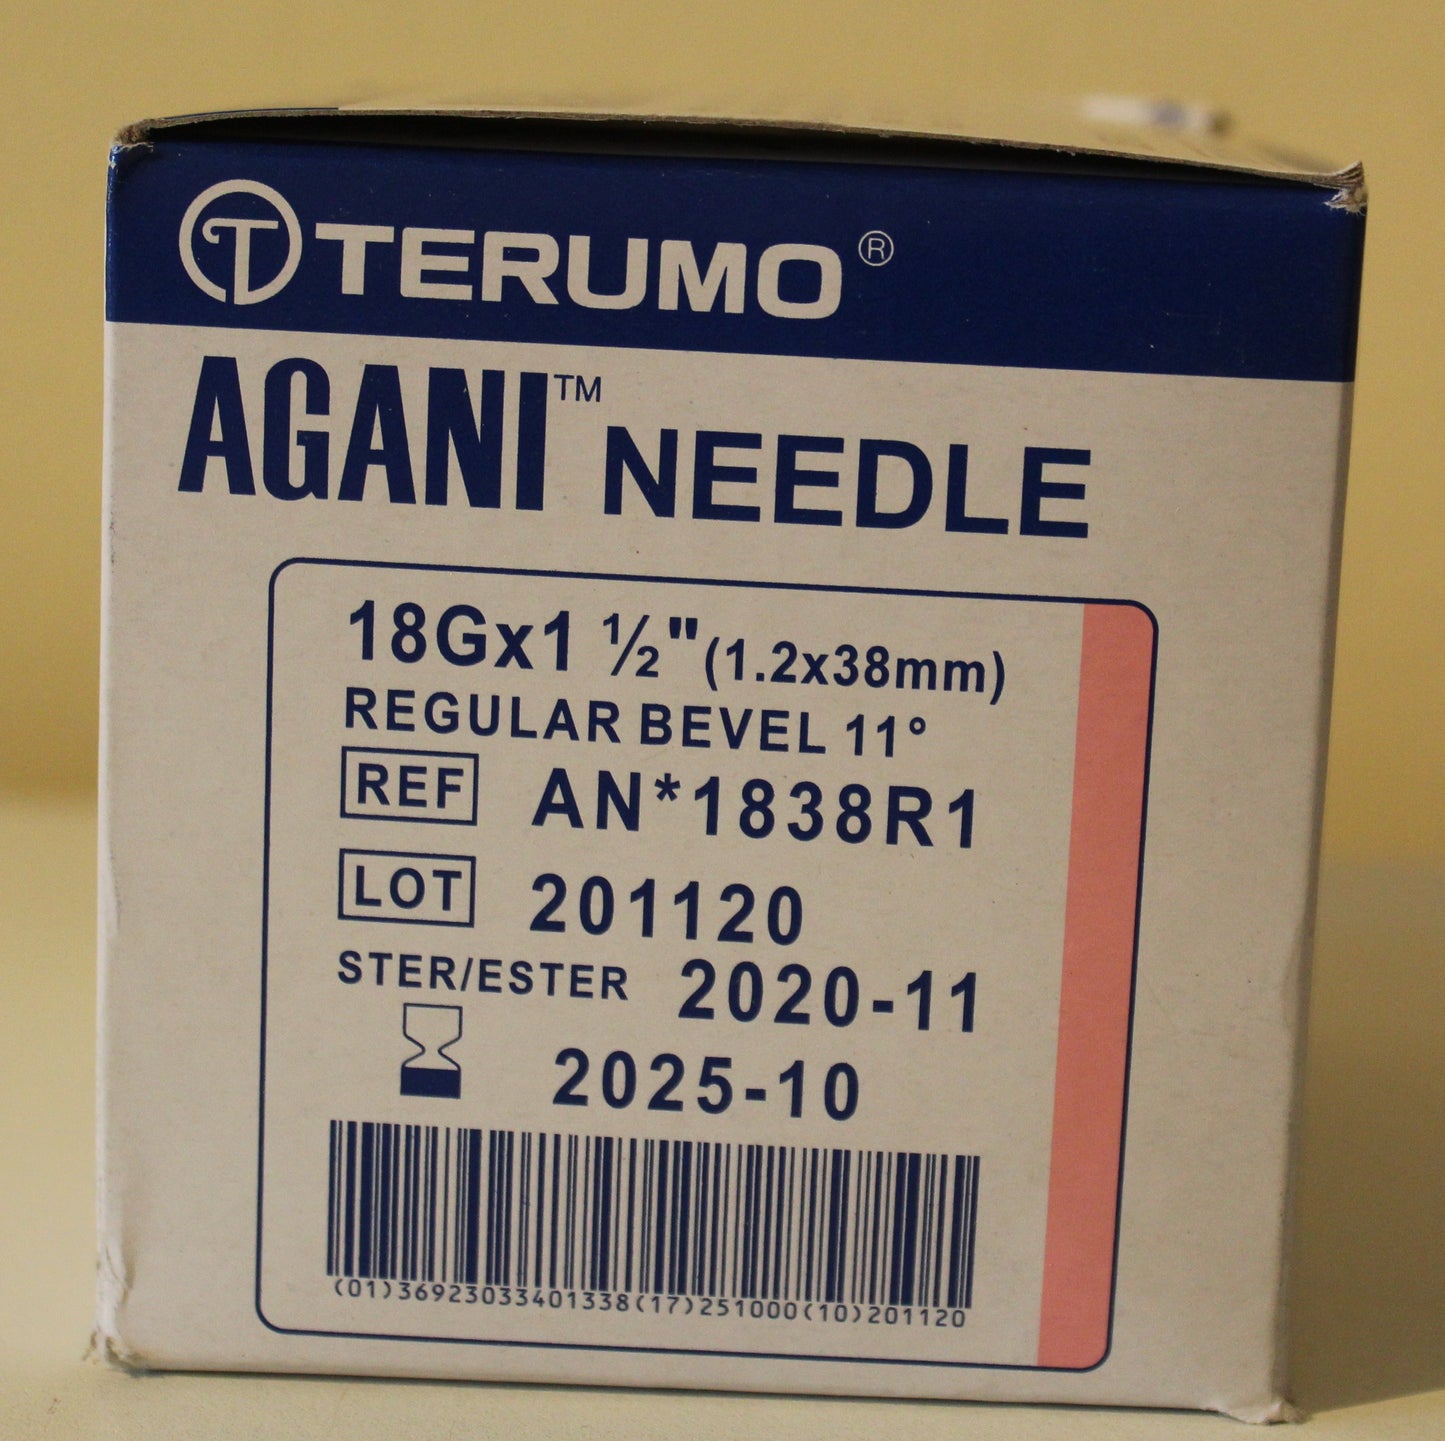 TERUMO®
AGANI™ NEEDLE
18Gx1 ½"(1.2x38mm)
REGULAR BEVEL 11°
REF AN*1838R1
LOT 201120
STER/ESTER 2020-11
2025-10
(01)36923033401338(17)251000(10)201120